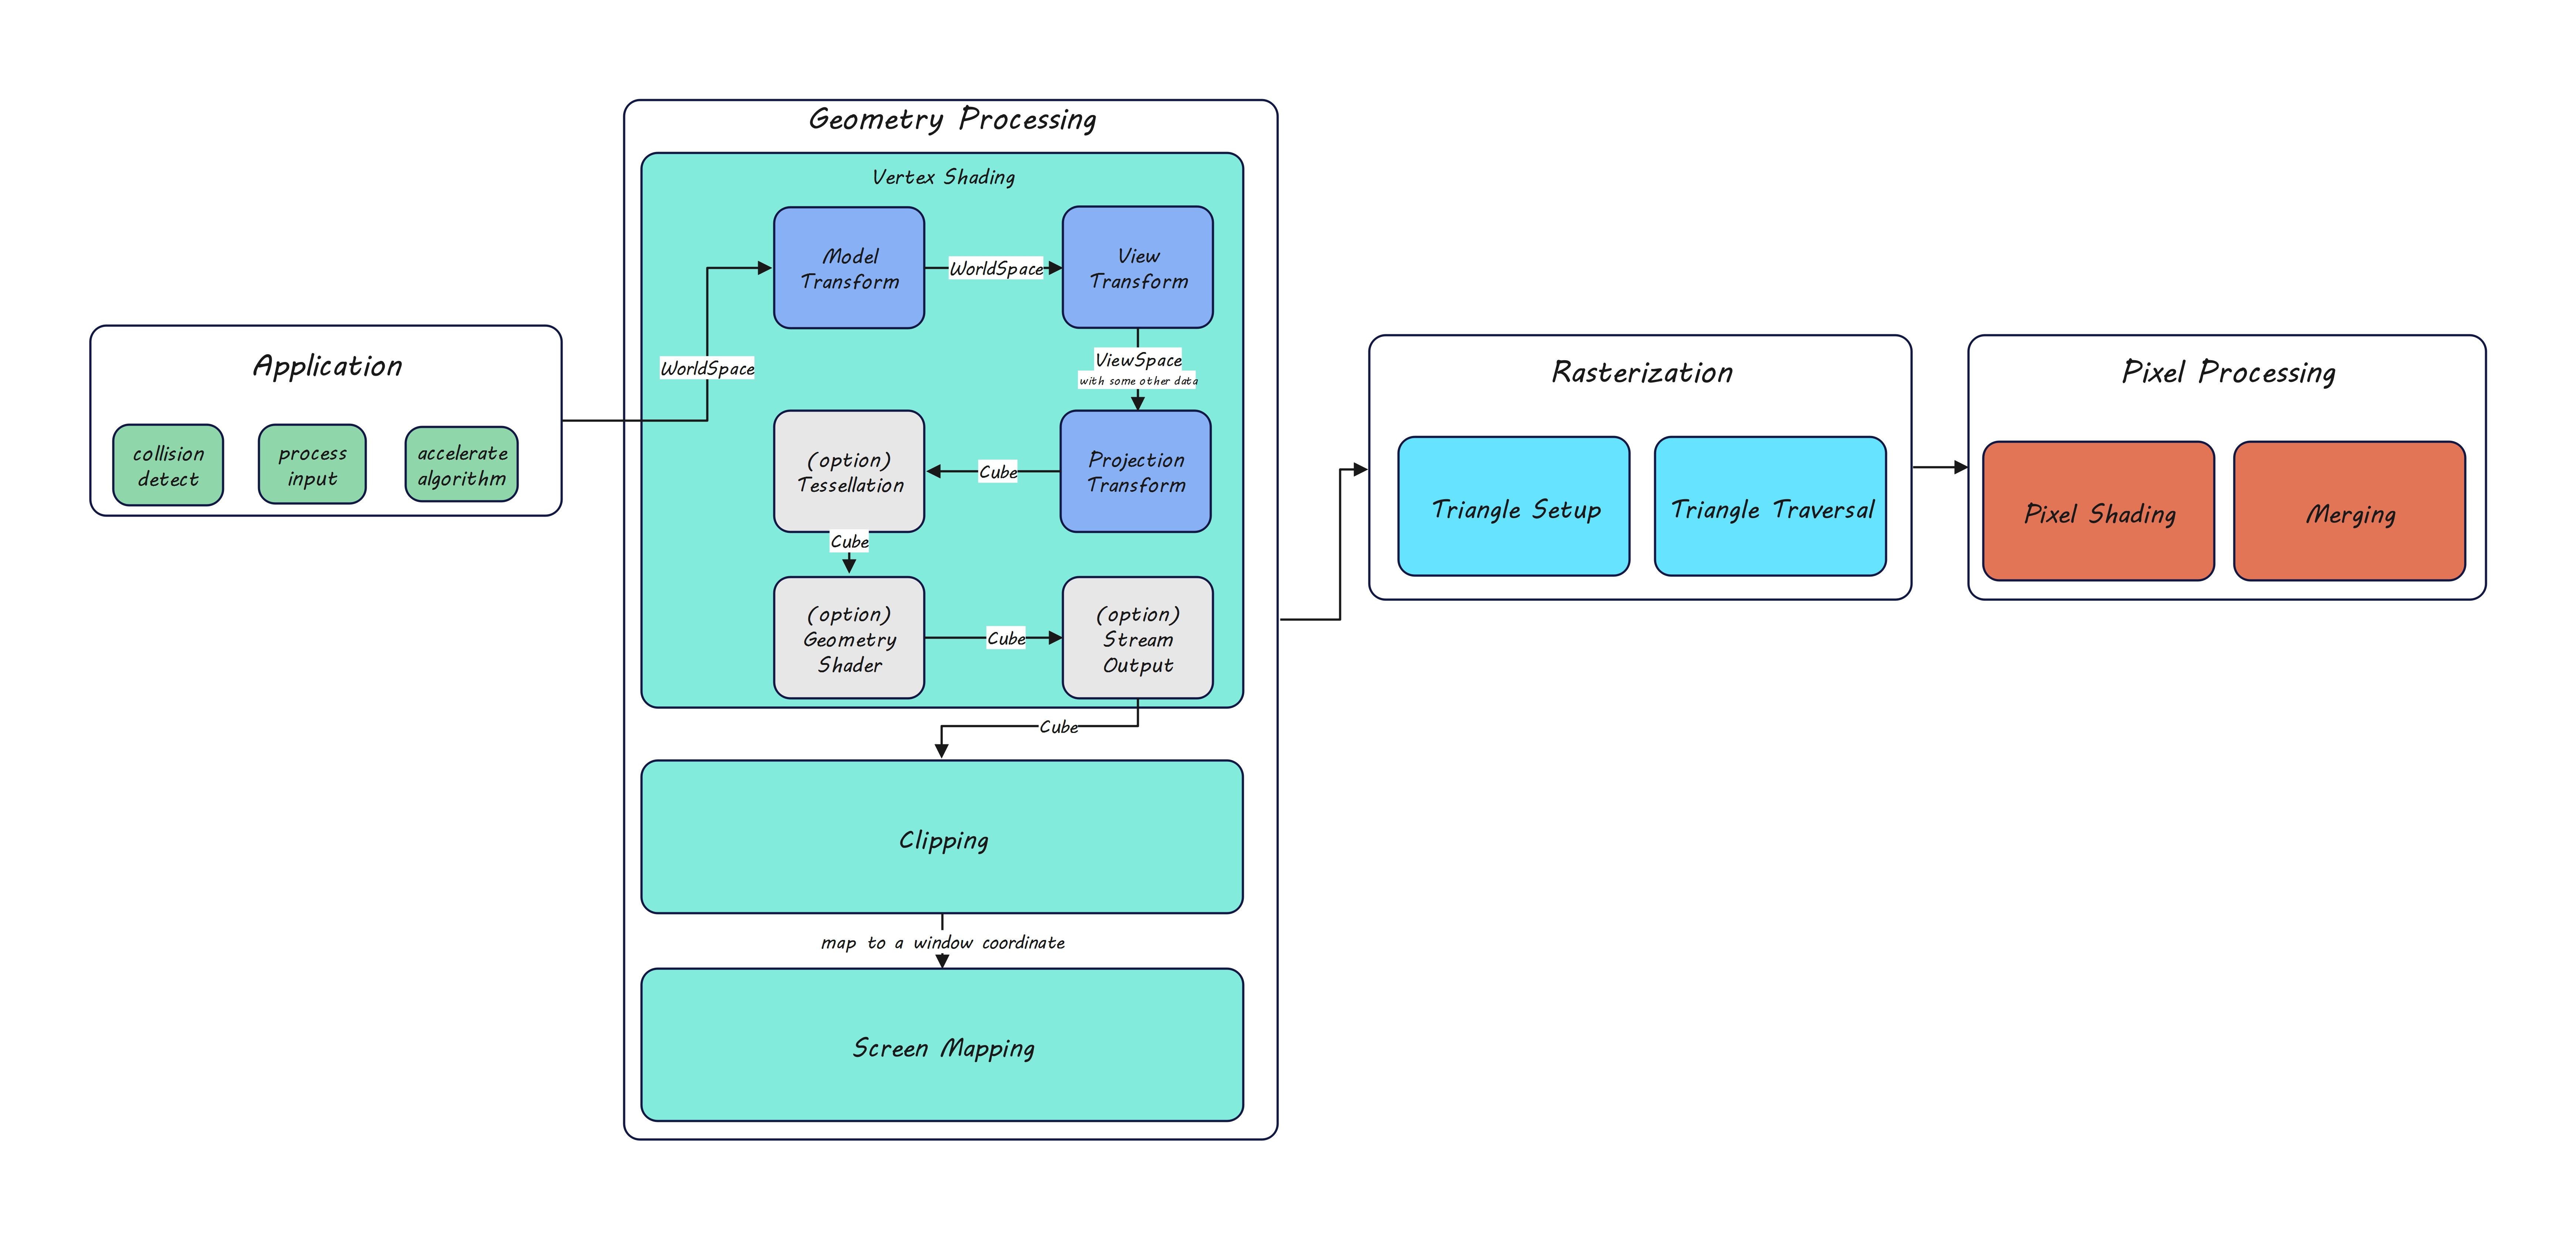 Application
collision
detect
process
input
accelerate
algorithm
Geometry Processing
Vertex Shading
WorldSpace
Model
Transform
WorldSpace
View
Transform
ViewSpace
with some other data
Projection
Transform
Cube
(option)
Tessellation
Cube
(option)
Geometry
Shader
Cube
(option)
Stream
Output
Cube
Clipping
map to a window coordinate
Screen Mapping
Rasterization
Triangle Setup
Triangle Traversal
Pixel Processing
Pixel Shading
Merging